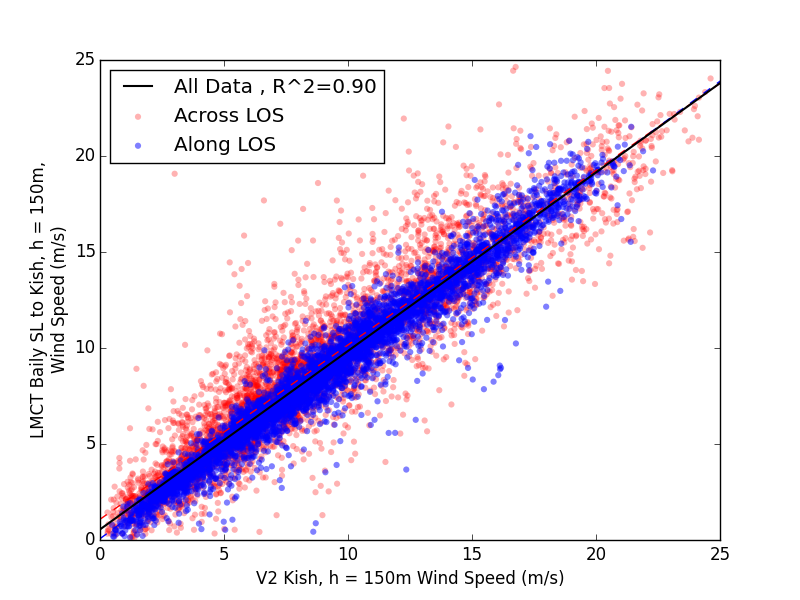 25
20
15
10
5
0
0
5
10
15
20
25
All Data , R^2=0.90
Across LOS
Along LOS
LMCT Baily SL to Kish, h = 150m,
Wind Speed (m/s)
V2 Kish, h = 150m Wind Speed (m/s)